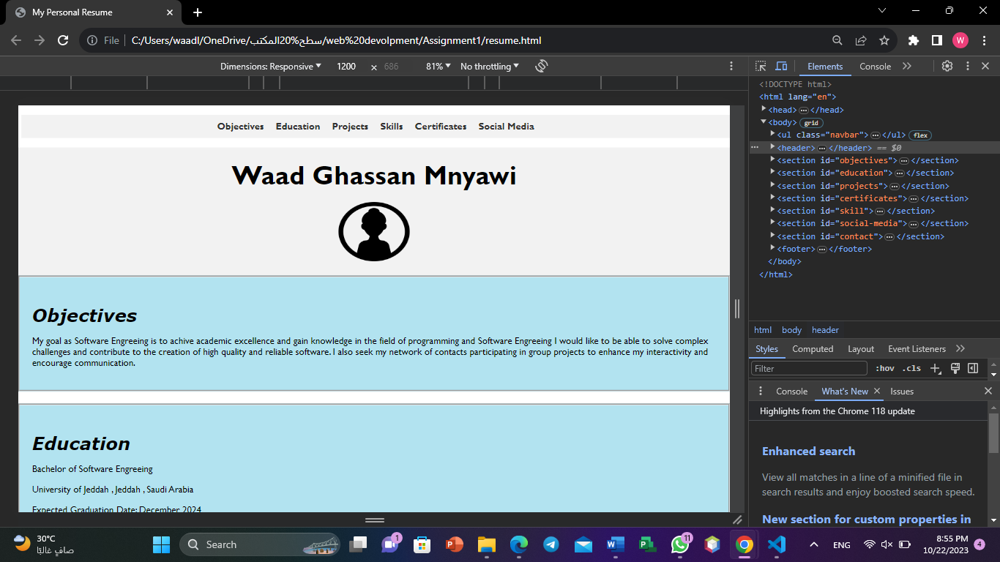 My Personal Resume
File C:/Users/waadl/OneDrive/سطح%20المكتب/web%20devolpment/Assignment1/resume.html
W
Dimensions: Responsive 1200 × 686 81% No throttling
Elements Console
Objectives Education Projects Skills Certificates Social Media
Waad Ghassan Mnyawi
Objectives
My goal as Software Engreeing is to achive academic excellence and gain knowledge in the field of programming and Software Engreeing I would like to be able to solve complex
challenges and contribute to the creation of high quality and reliable software. I also seek my network of contacts participating in group projects to enhance my interactivity and
encourage communication.
Education
Bachelor of Software Engreeing
University of Jeddah , Jeddah , Saudi Arabia
Expected Graduation Date: December 2024
<!DOCTYPE html>
<html lang="en">
<head>…</head>
<body> grid
<ul class="navbar">…</ul> flex
… <header>…</header> == $0
<section id="objectives">…</section>
<section id="education">…</section>
<section id="projects">…</section>
<section id="certificates">…</section>
<section id="skill">…</section>
<section id="social-media">…</section>
<section id="contact">…</section>
<footer>…</footer>
</body>
</html>
html body header
Styles Computed Layout Event Listeners
Filter :hov .cls
Console What's New Issues
Highlights from the Chrome 118 update
Enhanced search
View all matches in a line of a minified file in
search results and enjoy boosted search speed.
New section for custom properties in
30°C
صافٍ غالبًا
Search
1
P
W
P
11
ENG
8:55 PM
10/22/2023
4